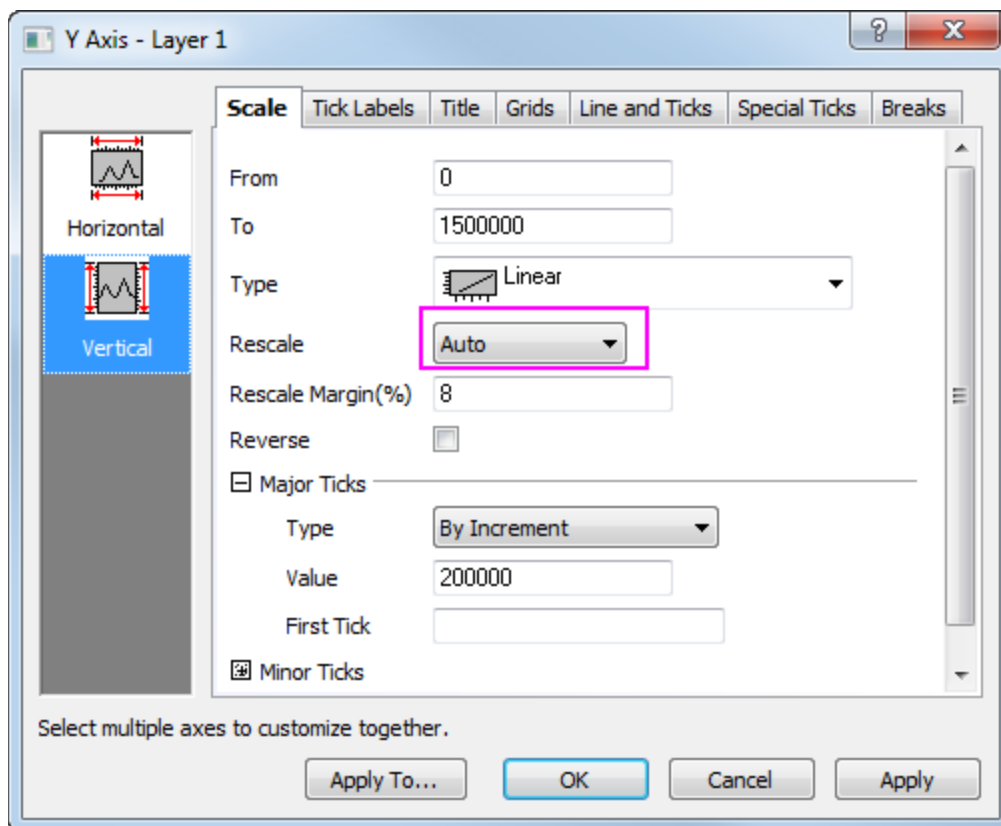 Y Axis - Layer 1
Scale Tick Labels Title Grids Line and Ticks Special Ticks Breaks
Horizontal
Vertical
From 0
To 1500000
Type Linear
Rescale Auto
Rescale Margin(%) 8
Reverse
Major Ticks
Type By Increment
Value 200000
First Tick
Minor Ticks
Select multiple axes to customize together.
Apply To... OK Cancel Apply